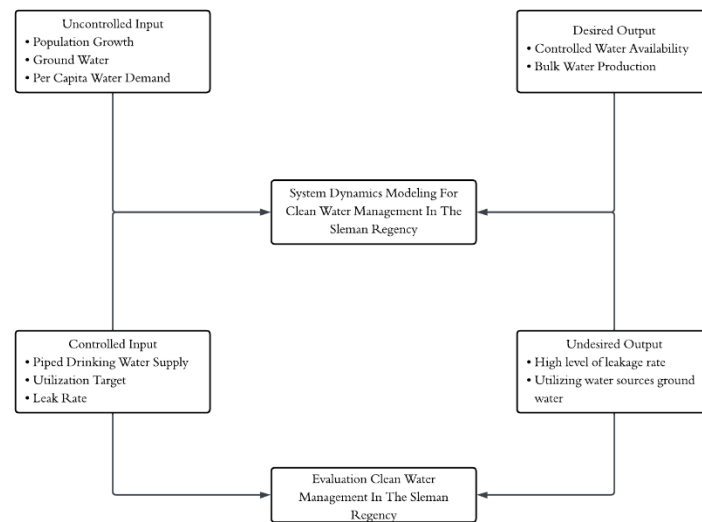 Uncontrolled Input
• Population Growth
• Ground Water
• Per Capita Water Demand
Desired Output
• Controlled Water Availability
• Bulk Water Production
System Dynamics Modeling For
Clean Water Management In The
Sleman Regency
Controlled Input
• Piped Drinking Water Supply
• Utilization Target
• Leak Rate
Undesired Output
• High level of leakage rate
• Utilizing water sources ground
water
Evaluation Clean Water
Management In The Sleman
Regency